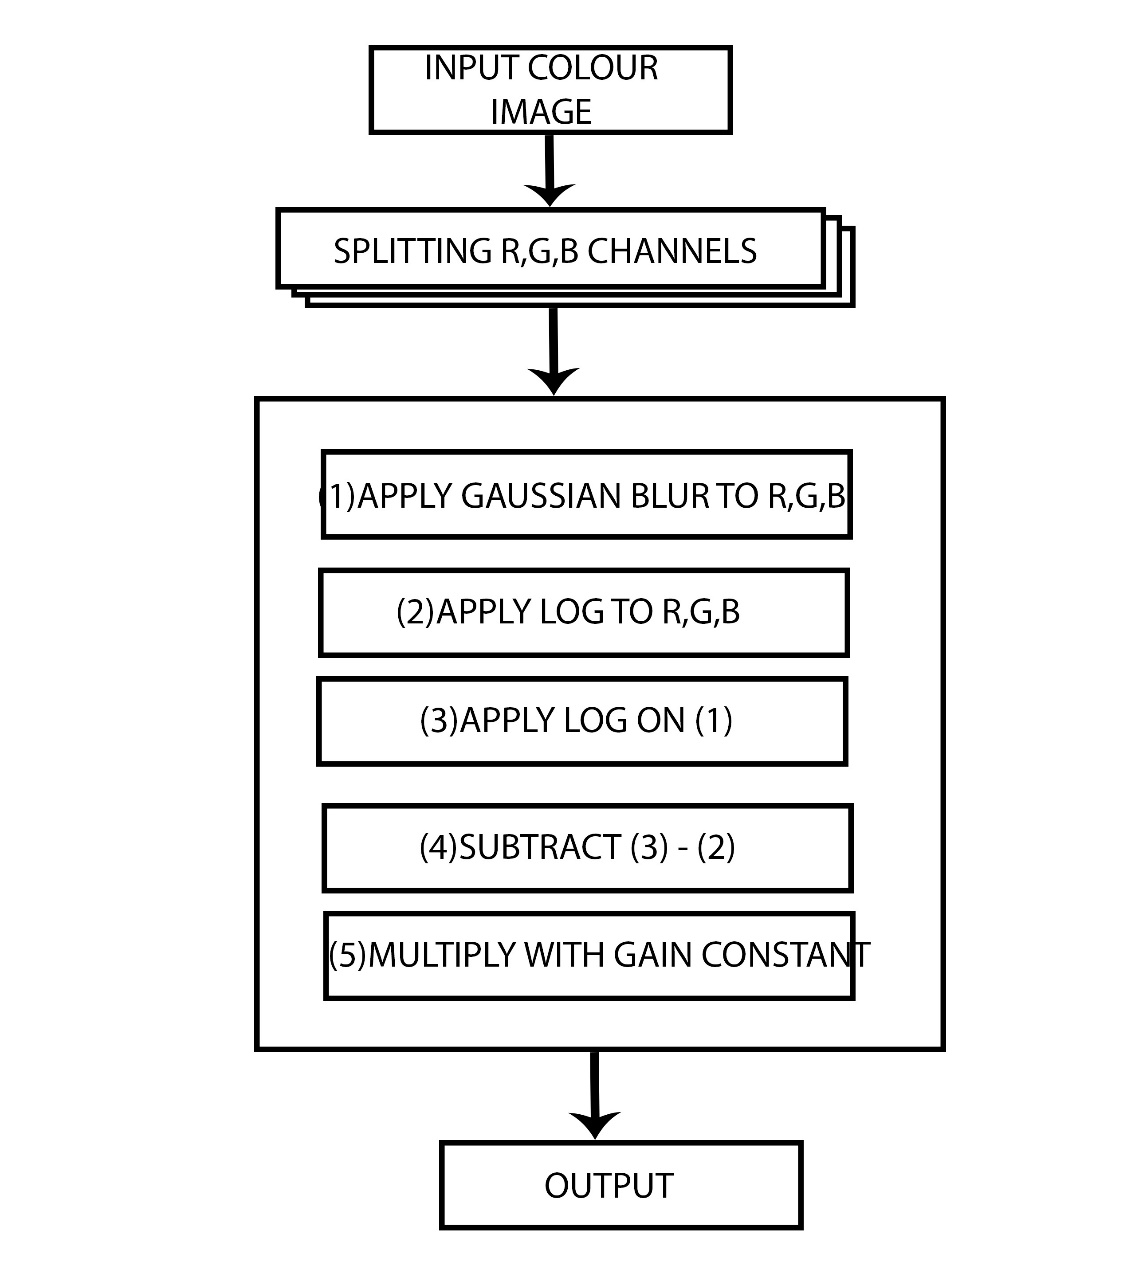 INPUT COLOUR
IMAGE
SPLITTING R,G,B CHANNELS
(1)APPLY GAUSSIAN BLUR TO R,G,B
(2)APPLY LOG TO R,G,B
(3)APPLY LOG ON (1)
(4)SUBTRACT (3) - (2)
(5)MULTIPLY WITH GAIN CONSTANT
OUTPUT